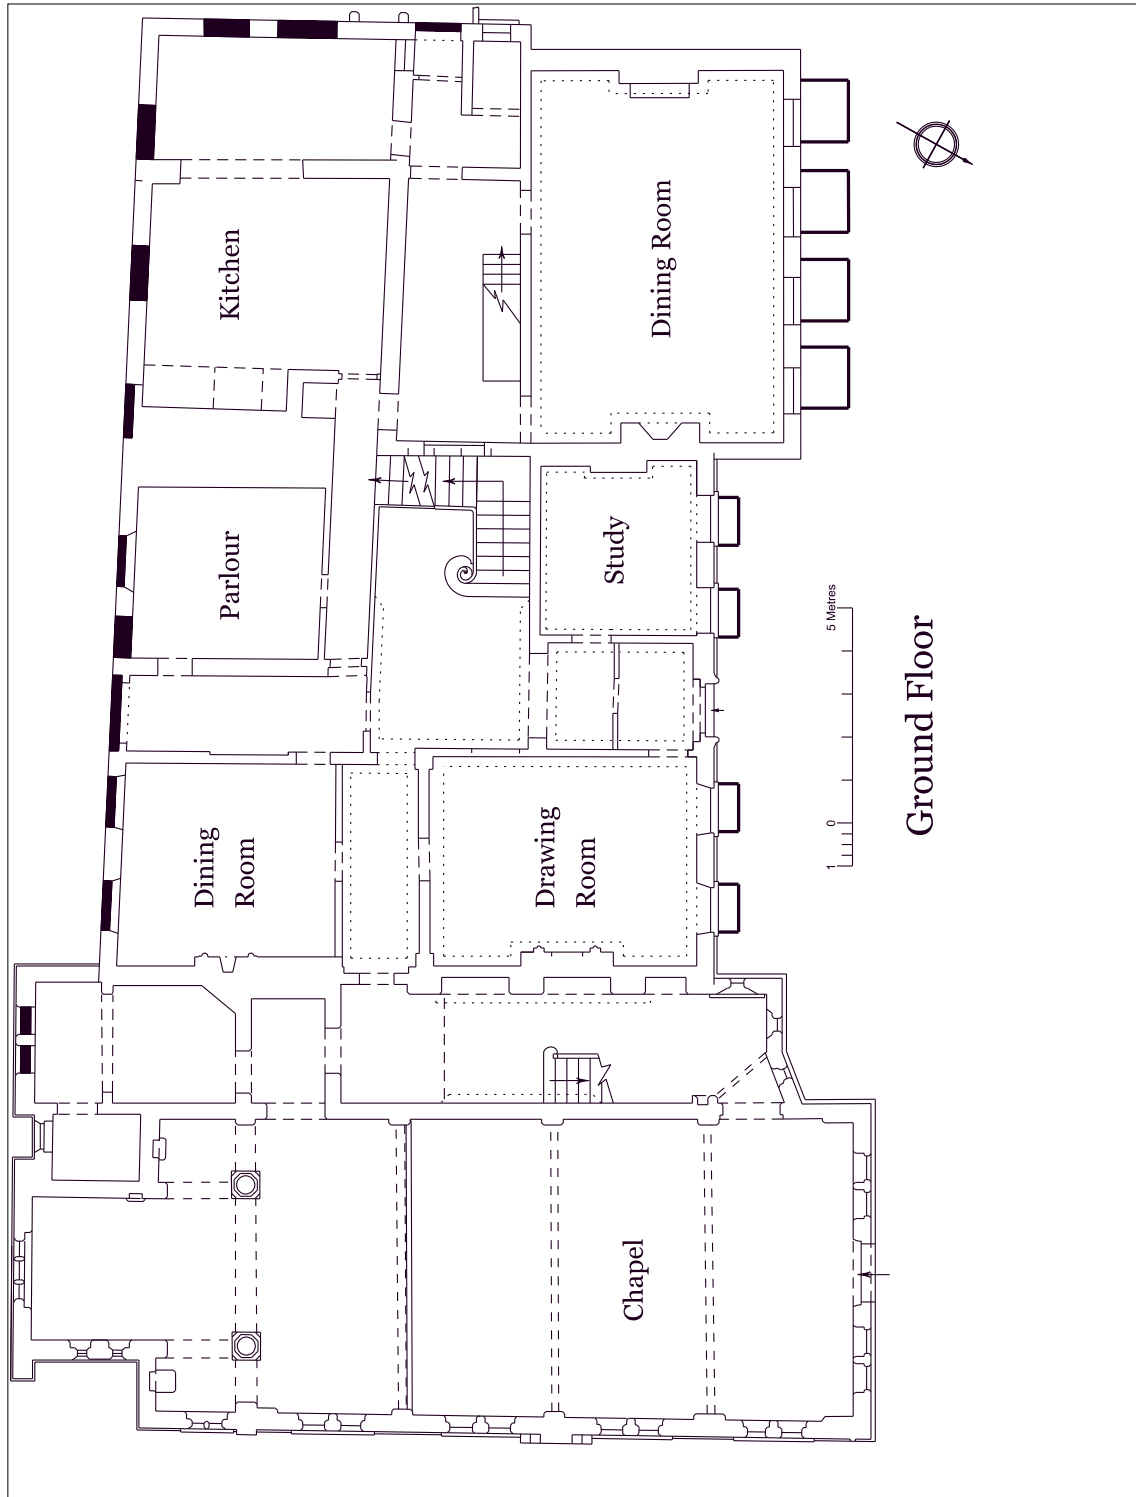 Kitchen
Dining Room
Parlour
Study
Dining
Room
Drawing
Room
Chapel
1
0
5 Metres
Ground Floor